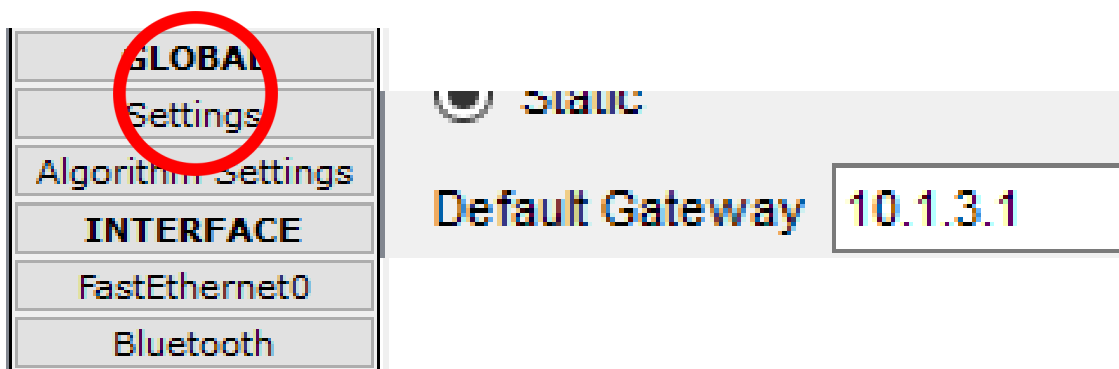 GLOBAL
Settings
Algorithm Settings
INTERFACE
FastEthernet0
Bluetooth
Static
Default Gateway 10.1.3.1